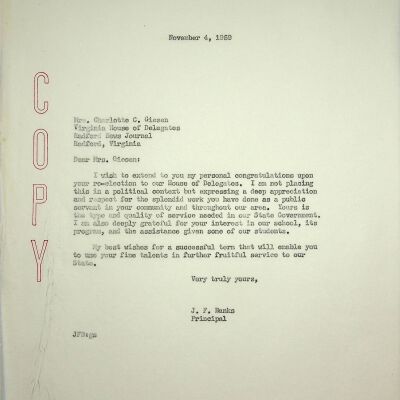 November 4, 1959
COPY
Mrs. Charlotte C. Giesen
Virginia House of Delegates
Radford News Journal
Radford, Virginia
Dear Mrs. Giesen:
I wish to extend to you my personal congratulations upon
your re-election to our House of Delegates. I am not placing
this in a political context but expressing a deep appreciation
and respect for the splendid work you have done as a public
servant in your community and throughout our area. Yours is
the type and quality of service needed in our State Government.
I am also deeply grateful for your interest in our school, its
program, and the assistance given some of our students.
My best wishes for a successful term that will enable you
to use your fine talents in further fruitful service to our
State.
Very truly yours,
J. F. Banks
Principal
JFB:gm